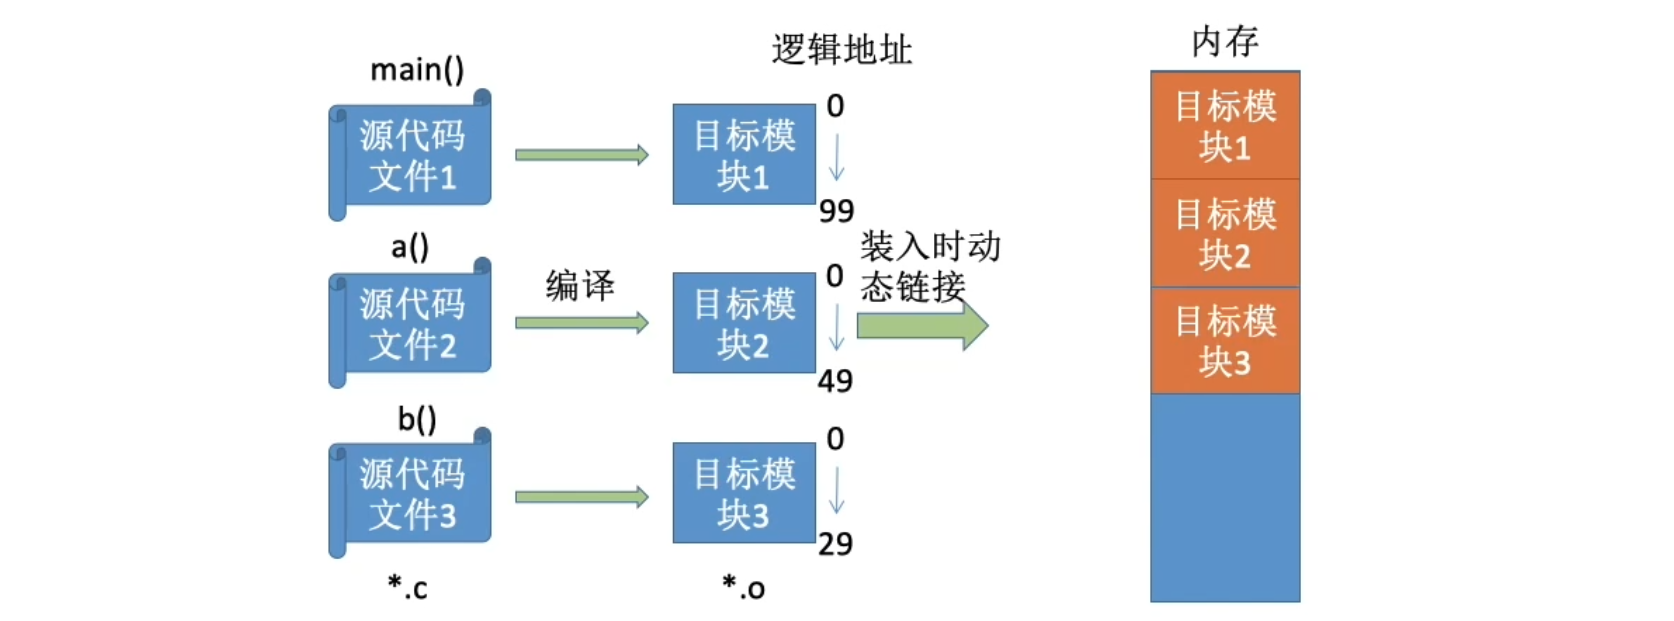 main()
源代码
文件1
a()
源代码
文件2
b()
源代码
文件3
*.c
编译
逻辑地址
目标模
块1
0
99
目标模
块2
0
49
目标模
块3
0
29
*.o
装入时动
态链接
内存
目标模
块1
目标模
块2
目标模
块3